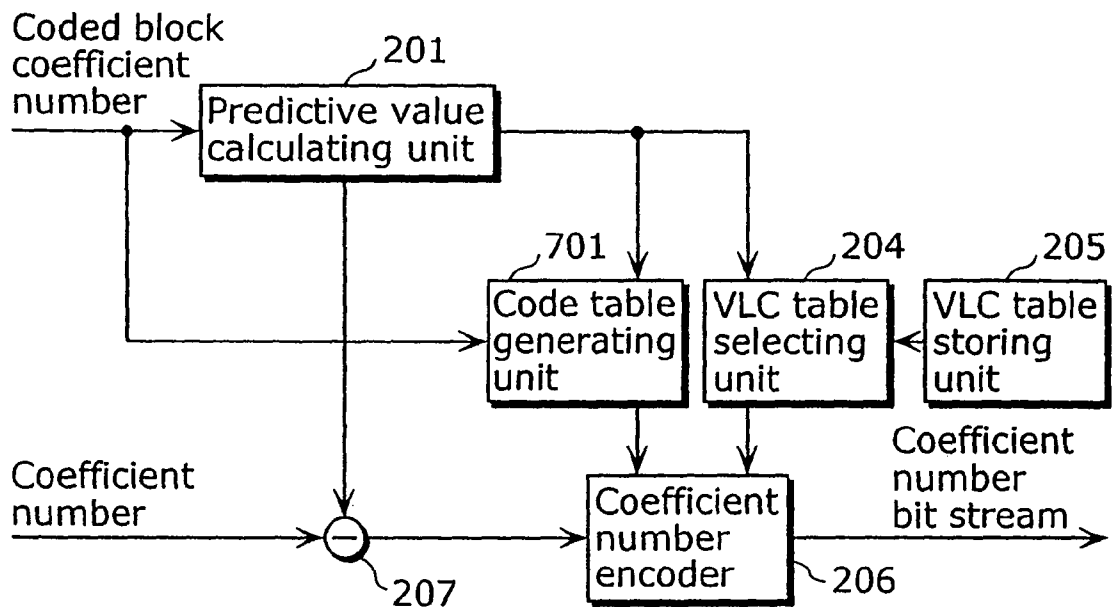 Coded block
coefficient
number
201
Predictive value
calculating unit
701
204
205
Code table
generating
unit
VLC table
selecting
unit
VLC table
storing
unit
Coefficient
number
207
Coefficient
number
encoder
206
Coefficient
number
bit stream